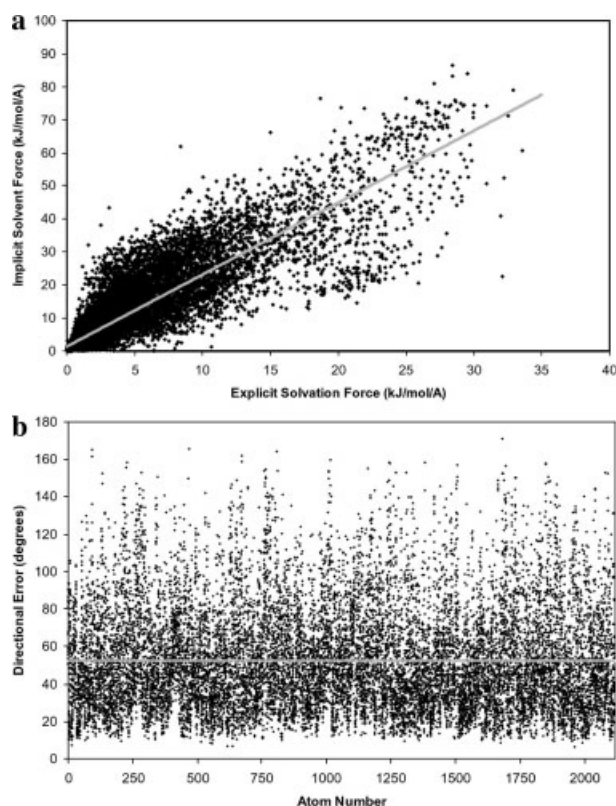 a
100
90
80
70
60
50
40
30
20
10
0
Implicit Solvent Force (kJ/mol/A)
0 5 10 15 20 25 30 35 40
Explicit Solvation Force (kJ/mol/A)
b
180
160
140
120
100
80
60
40
20
0
Directional Error (degrees)
0 250 500 750 1000 1250 1500 1750 2000
Atom Number